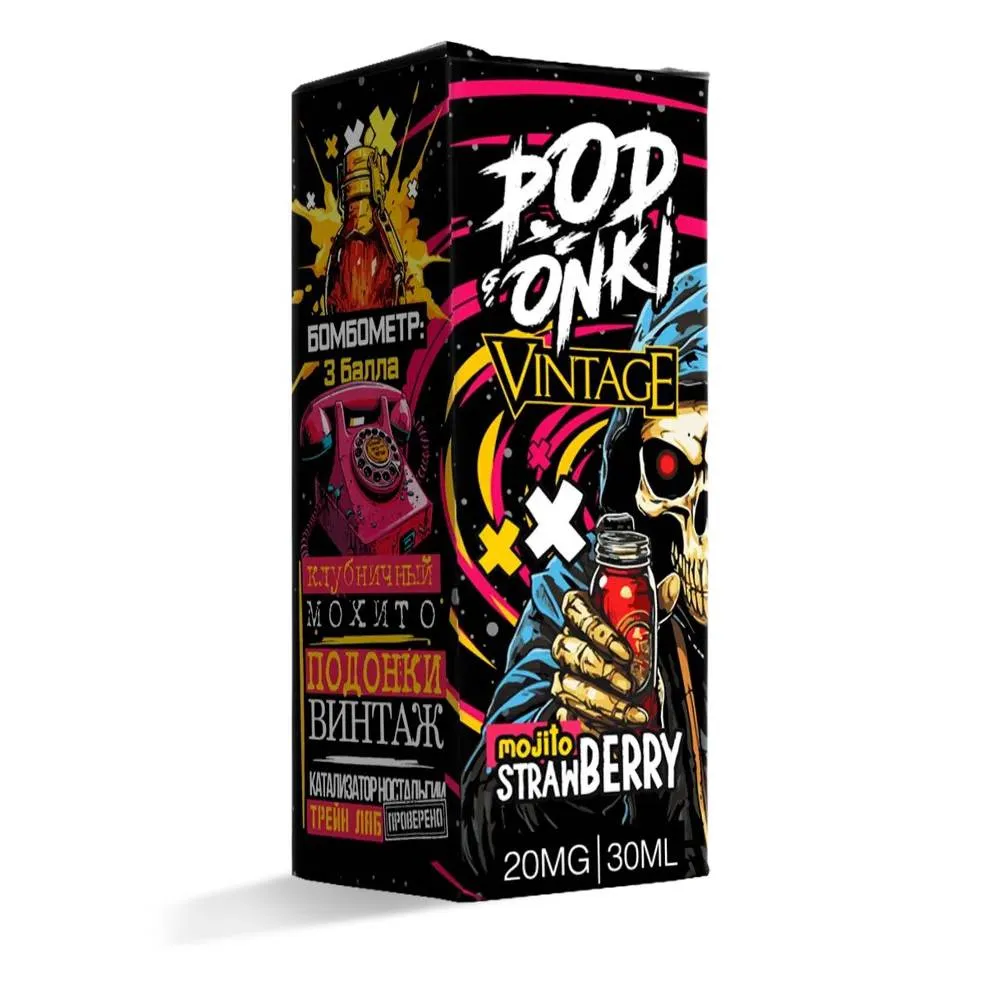 БОМБОМЕТР:
3 балла
клубничный
МОХИТО
ПОДОНКИ
ВИНТАЖ
КАТАЛИЗАТОР НОСТАЛЬГИИ
ТРЕЙН ЛАБ
ПРОВЕРЕНО
POD
ONKI
VINTAGE
mojito
STRAWBERRY
20MG|30ML